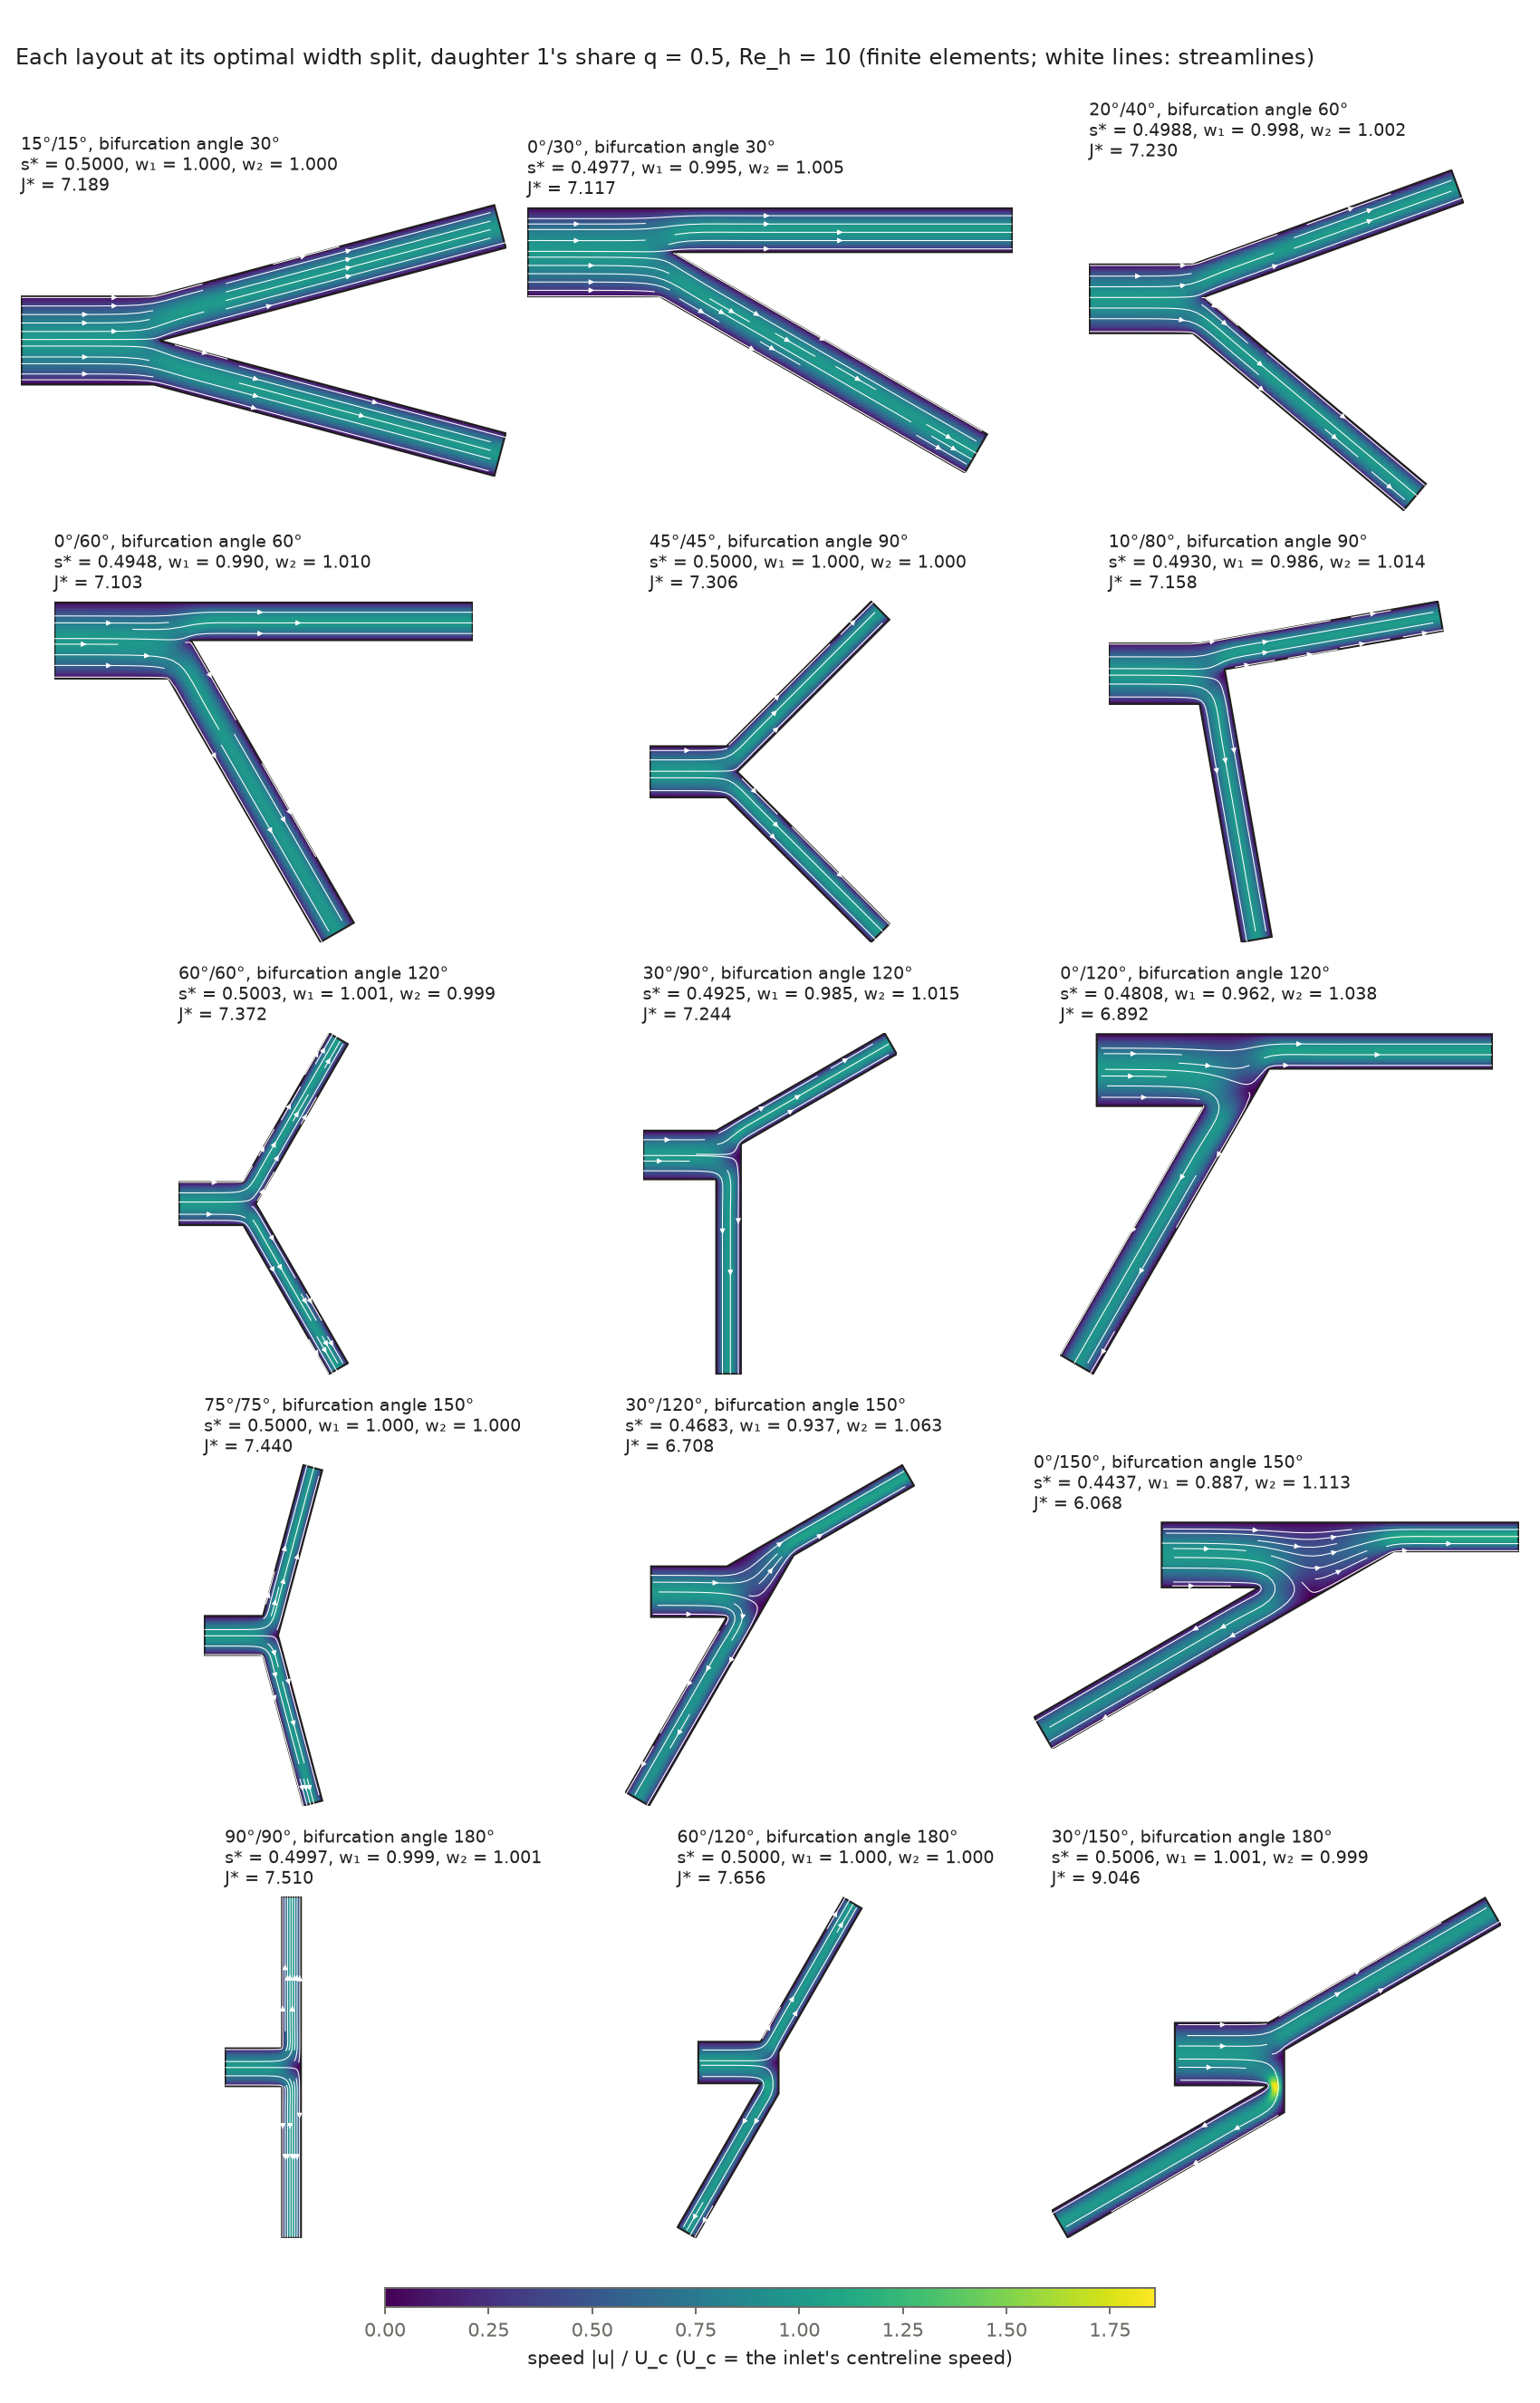 Each layout at its optimal width split, daughter 1's share q = 0.5, Re_h = 10 (finite elements; white lines: streamlines)
15°/15°, bifurcation angle 30°
s* = 0.5000, w₁ = 1.000, w₂ = 1.000
J* = 7.189
0°/30°, bifurcation angle 30°
s* = 0.4977, w₁ = 0.995, w₂ = 1.005
J* = 7.117
20°/40°, bifurcation angle 60°
s* = 0.4988, w₁ = 0.998, w₂ = 1.002
J* = 7.230
0°/60°, bifurcation angle 60°
s* = 0.4948, w₁ = 0.990, w₂ = 1.010
J* = 7.103
45°/45°, bifurcation angle 90°
s* = 0.5000, w₁ = 1.000, w₂ = 1.000
J* = 7.306
10°/80°, bifurcation angle 90°
s* = 0.4930, w₁ = 0.986, w₂ = 1.014
J* = 7.158
60°/60°, bifurcation angle 120°
s* = 0.5003, w₁ = 1.001, w₂ = 0.999
J* = 7.372
30°/90°, bifurcation angle 120°
s* = 0.4925, w₁ = 0.985, w₂ = 1.015
J* = 7.244
0°/120°, bifurcation angle 120°
s* = 0.4808, w₁ = 0.962, w₂ = 1.038
J* = 6.892
75°/75°, bifurcation angle 150°
s* = 0.5000, w₁ = 1.000, w₂ = 1.000
J* = 7.440
30°/120°, bifurcation angle 150°
s* = 0.4683, w₁ = 0.937, w₂ = 1.063
J* = 6.708
0°/150°, bifurcation angle 150°
s* = 0.4437, w₁ = 0.887, w₂ = 1.113
J* = 6.068
90°/90°, bifurcation angle 180°
s* = 0.4997, w₁ = 0.999, w₂ = 1.001
J* = 7.510
60°/120°, bifurcation angle 180°
s* = 0.5000, w₁ = 1.000, w₂ = 1.000
J* = 7.656
30°/150°, bifurcation angle 180°
s* = 0.5006, w₁ = 1.001, w₂ = 0.999
J* = 9.046
0.00 0.25 0.50 0.75 1.00 1.25 1.50 1.75
speed |u| / U_c (U_c = the inlet's centreline speed)